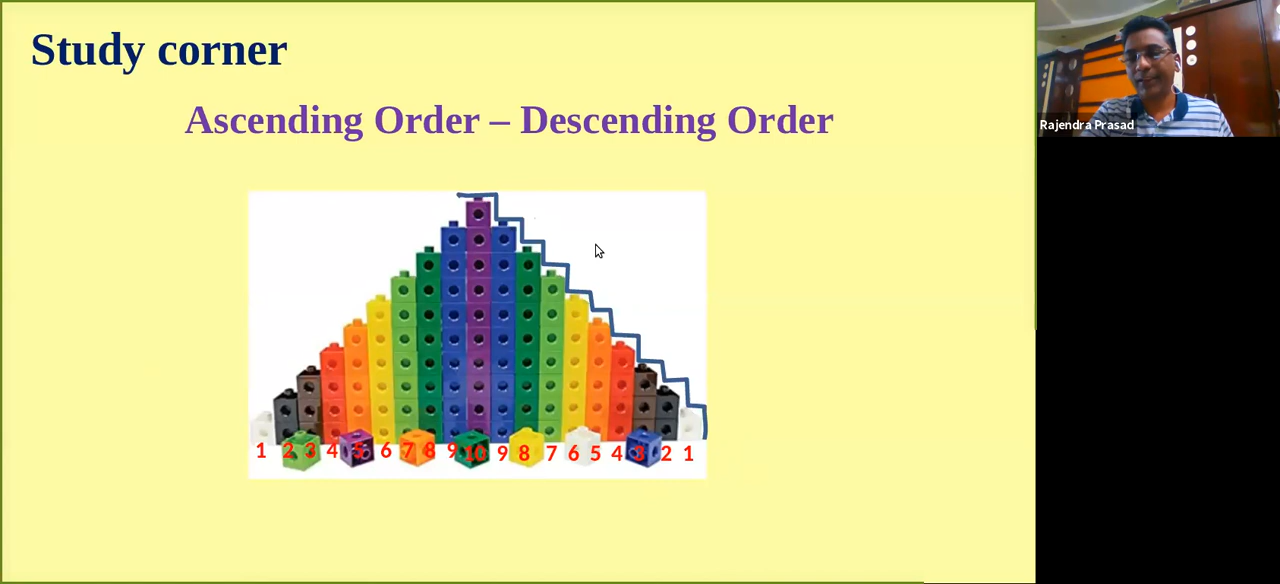 Study corner
Ascending Order – Descending Order
1 2 3 4 5 6 7 8 9 10 9 8 7 6 5 4 3 2 1
Rajendra Prasad